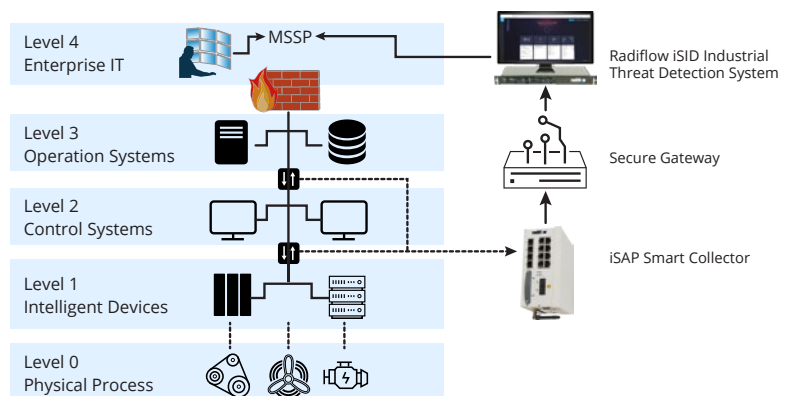 Level 4
Enterprise IT
MSSP
Radiflow iSID Industrial
Threat Detection System
Level 3
Operation Systems
Secure Gateway
Level 2
Control Systems
iSAP Smart Collector
Level 1
Intelligent Devices
Level 0
Physical Process